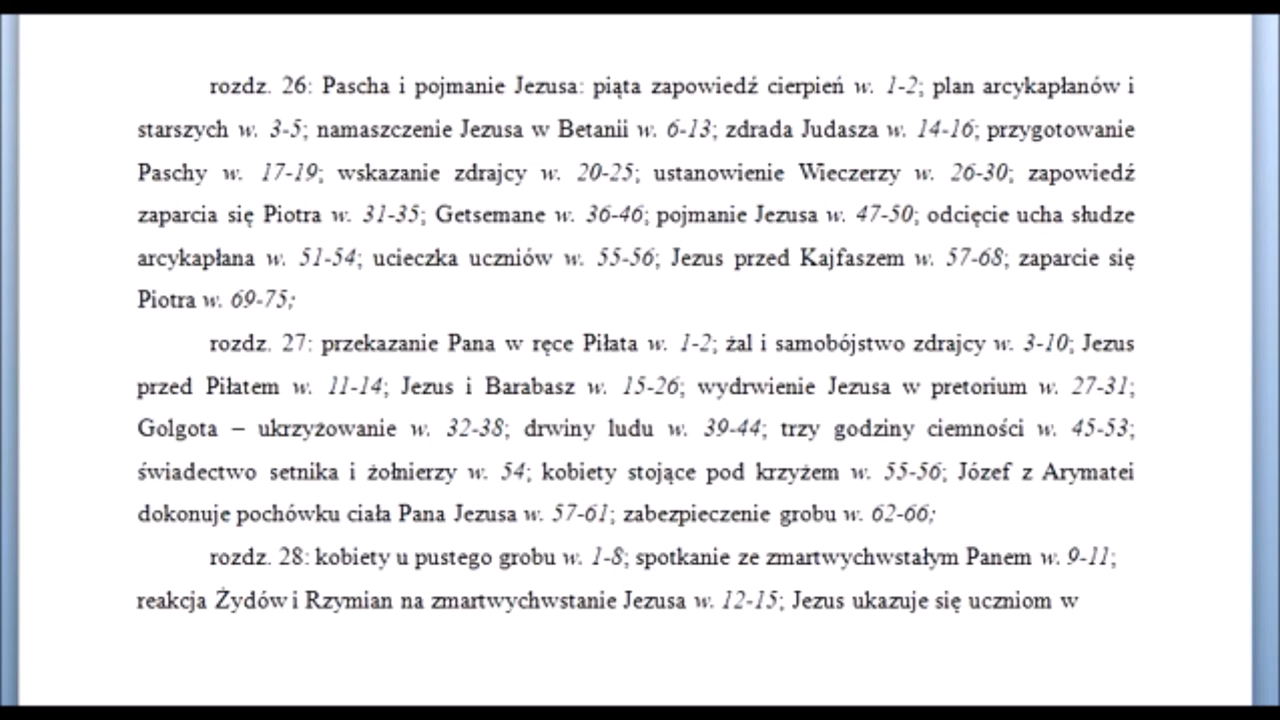 rozdz. 26: Pascha i pojmanie Jezusa: piąta zapowiedź cierpień w. 1-2; plan arcykapłanów i
starszych w. 3-5; namaszczenie Jezusa w Betanii w. 6-13; zdrada Judasza w. 14-16; przygotowanie
Paschy w. 17-19; wskazanie zdrajcy w. 20-25; ustanowienie Wieczerzy w. 26-30; zapowiedź
zaparcia się Piotra w. 31-35; Getsemane w. 36-46; pojmanie Jezusa w. 47-50; odcięcie ucha słudze
arcykapłana w. 51-54; ucieczka uczniów w. 55-56; Jezus przed Kajfaszem w. 57-68; zaparcie się
Piotra w. 69-75;
rozdz. 27: przekazanie Pana w ręce Piłata w. 1-2; żal i samobójstwo zdrajcy w. 3-10; Jezus
przed Piłatem w. 11-14; Jezus i Barabasz w. 15-26; wydrwienie Jezusa w pretorium w. 27-31;
Golgota – ukrzyżowanie w. 32-38; drwiny ludu w. 39-44; trzy godziny ciemności w. 45-53;
świadectwo setnika i żołnierzy w. 54; kobiety stojące pod krzyżem w. 55-56; Józef z Arymatei
dokonuje pochówku ciała Pana Jezusa w. 57-61; zabezpieczenie grobu w. 62-66;
rozdz. 28: kobiety u pustego grobu w. 1-8; spotkanie ze zmartwychwstałym Panem w. 9-11;
reakcja Żydów i Rzymian na zmartwychwstanie Jezusa w. 12-15; Jezus ukazuje się uczniom w